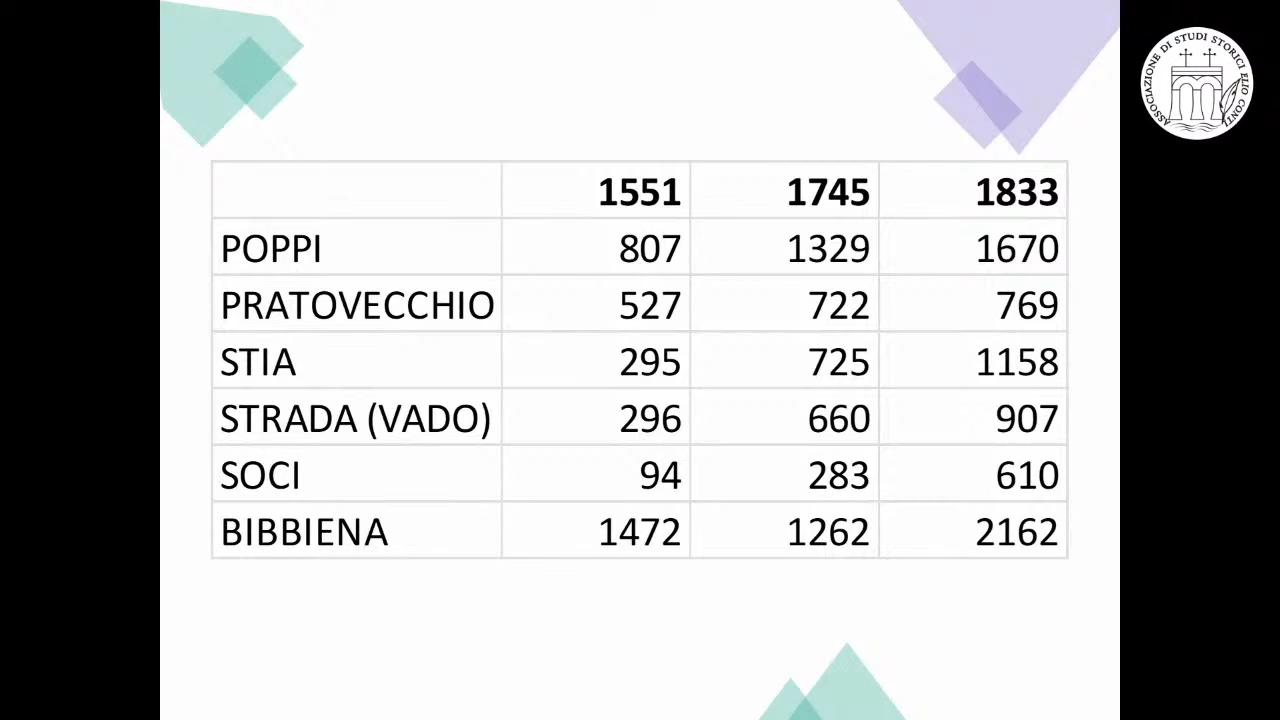 ASSOCIAZIONE DI STUDI STORICI ELIO CONTI
1551 1745 1833
POPPI 807 1329 1670
PRATOVECCHIO 527 722 769
STIA 295 725 1158
STRADA (VADO) 296 660 907
SOCI 94 283 610
BIBBIENA 1472 1262 2162